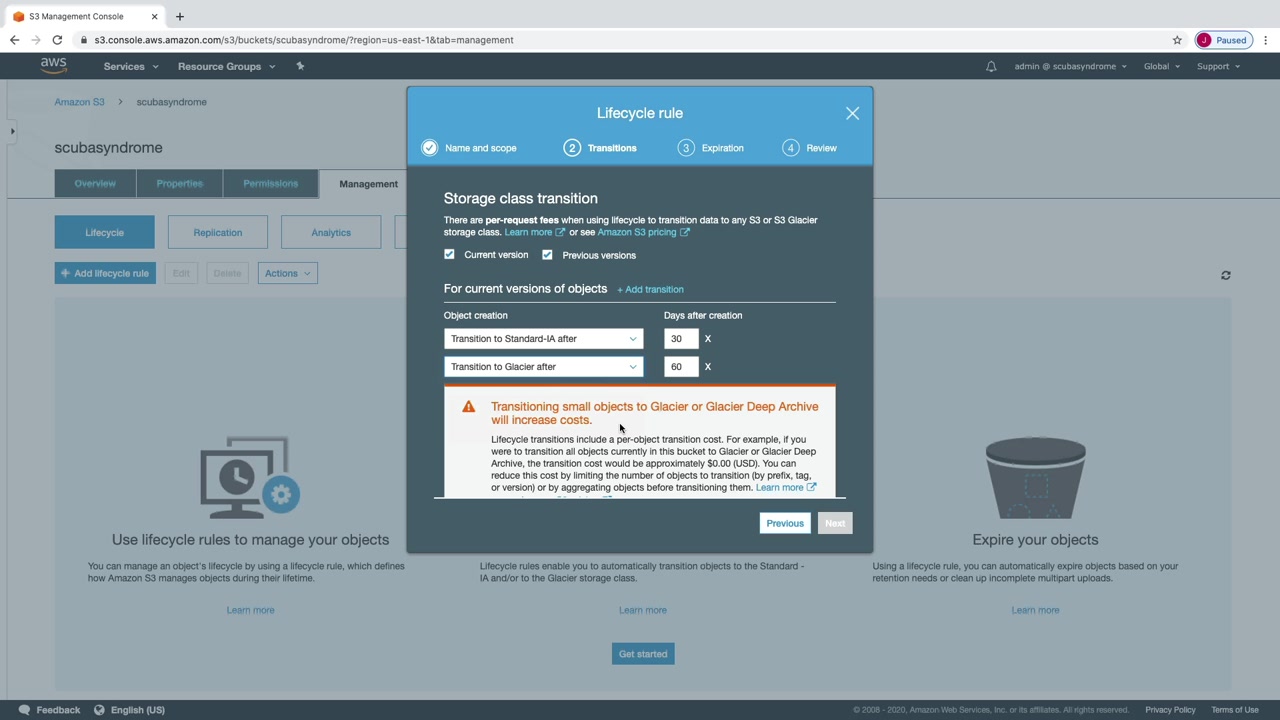 S3 Management Console
s3.console.aws.amazon.com/s3/buckets/scubasyndrome/?region=us-east-1&tab=management
J Paused
aws Services Resource Groups admin @ scubasyndrome Global Support
Amazon S3 > scubasyndrome
scubasyndrome
Overview Properties Permissions Management
Lifecycle Replication Analytics
+ Add lifecycle rule Edit Delete Actions
Lifecycle rule
Name and scope 2 Transitions 3 Expiration 4 Review
Storage class transition
There are per-request fees when using lifecycle to transition data to any S3 or S3 Glacier
storage class. Learn more or see Amazon S3 pricing
Current version Previous versions
For current versions of objects + Add transition
Object creation Days after creation
Transition to Standard-IA after 30 X
Transition to Glacier after 60 X
Transitioning small objects to Glacier or Glacier Deep Archive
will increase costs.
Lifecycle transitions include a per-object transition cost. For example, if you
were to transition all objects currently in this bucket to Glacier or Glacier Deep
Archive, the transition cost would be approximately $0.00 (USD). You can
reduce this cost by limiting the number of objects to transition (by prefix, tag,
or version) or by aggregating objects before transitioning them. Learn more
Previous Next
Use lifecycle rules to manage your objects
You can manage an object's lifecycle by using a lifecycle rule, which defines
how Amazon S3 manages objects during their lifetime.
Learn more
Lifecycle rules enable you to automatically transition objects to the Standard -
IA and/or to the Glacier storage class.
Learn more
Expire your objects
Using a lifecycle rule, you can automatically expire objects based on your
retention needs or clean up incomplete multipart uploads.
Learn more
Get started
Feedback English (US) © 2008 - 2020, Amazon Web Services, Inc. or its affiliates. All rights reserved. Privacy Policy Terms of Use